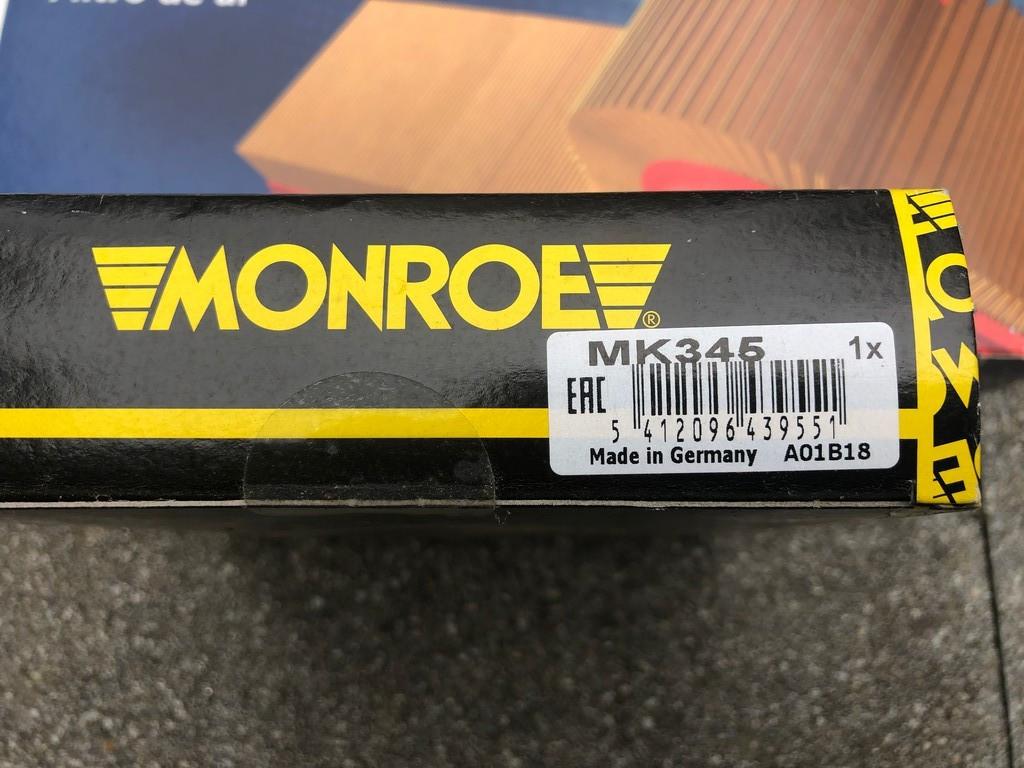 MONROE®
MK345 1x
EAC
5 412096 439551
Made in Germany A01B18